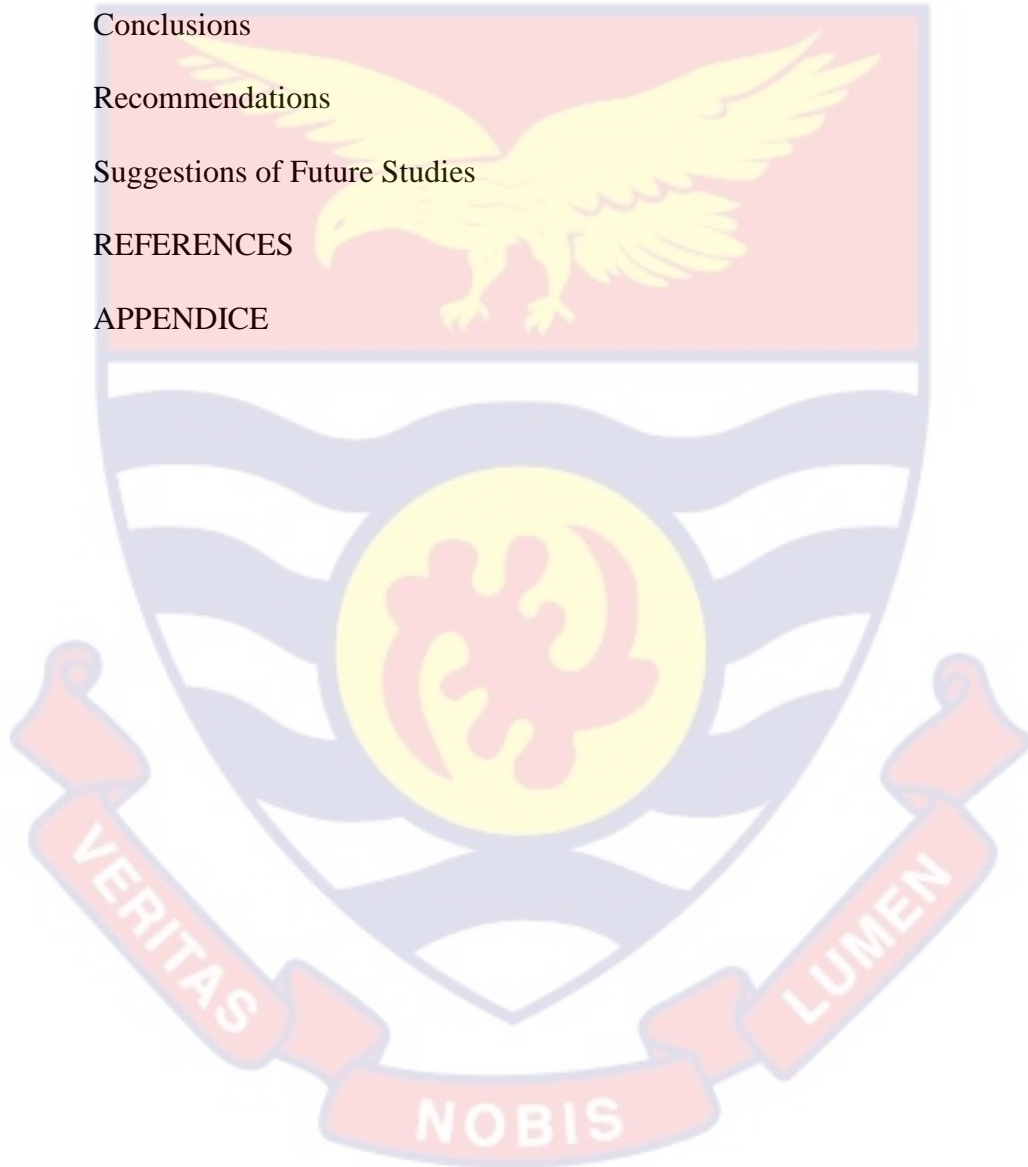 Conclusions
Recommendations
Suggestions of Future Studies
REFERENCES
APPENDICE
VERITAS
NOBIS
LUMEN